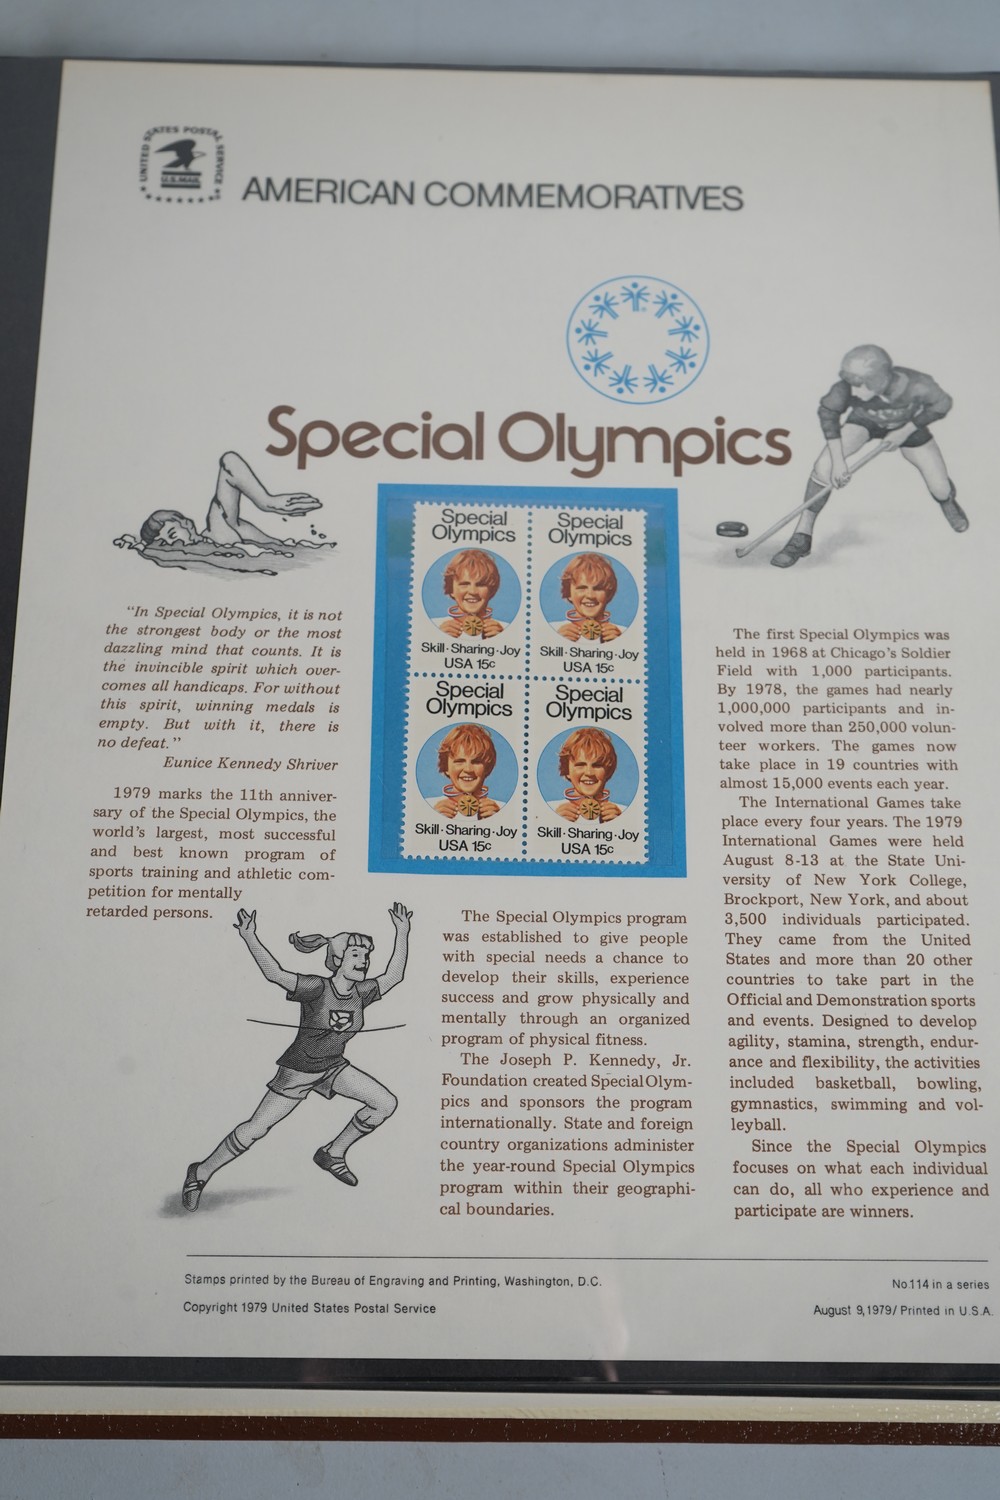 UNITED STATES POSTAL SERVICE
U.S. MAIL
AMERICAN COMMEMORATIVES
Special Olympics
Special
Olympics
Skill·Sharing·Joy
USA 15c
Special
Olympics
Skill·Sharing·Joy
USA 15c
Special
Olympics
Skill·Sharing·Joy
USA 15c
Special
Olympics
Skill·Sharing·Joy
USA 15c
"In Special Olympics, it is not
the strongest body or the most
dazzling mind that counts. It is
the invincible spirit which over-
comes all handicaps. For without
this spirit, winning medals is
empty. But with it, there is
no defeat."
Eunice Kennedy Shriver
1979 marks the 11th anniver-
sary of the Special Olympics, the
world's largest, most successful
and best known program of
sports training and athletic com-
petition for mentally
retarded persons.
The Special Olympics program
was established to give people
with special needs a chance to
develop their skills, experience
success and grow physically and
mentally through an organized
program of physical fitness.
The Joseph P. Kennedy, Jr.
Foundation created Special Olym-
pics and sponsors the program
internationally. State and foreign
country organizations administer
the year-round Special Olympics
program within their geographi-
cal boundaries.
The first Special Olympics was
held in 1968 at Chicago's Soldier
Field with 1,000 participants.
By 1978, the games had nearly
1,000,000 participants and in-
volved more than 250,000 volun-
teer workers. The games now
take place in 19 countries with
almost 15,000 events each year.
The International Games take
place every four years. The 1979
International Games were held
August 8-13 at the State Uni-
versity of New York College,
Brockport, New York, and about
3,500 individuals participated.
They came from the United
States and more than 20 other
countries to take part in the
Official and Demonstration sports
and events. Designed to develop
agility, stamina, strength, endur-
ance and flexibility, the activities
included basketball, bowling,
gymnastics, swimming and vol-
leyball.
Since the Special Olympics
focuses on what each individual
can do, all who experience and
participate are winners.
Stamps printed by the Bureau of Engraving and Printing, Washington, D.C.
Copyright 1979 United States Postal Service
No.114 in a series
August 9,1979/ Printed in U.S.A.